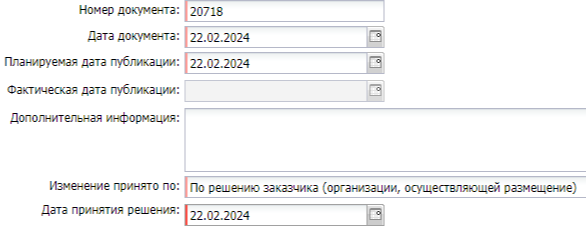 Номер документа: 20718
Дата документа: 22.02.2024
Планируемая дата публикации: 22.02.2024
Фактическая дата публикации:
Дополнительная информация:
Изменение принято по: По решению заказчика (организации, осуществляющей размещение)
Дата принятия решения: 22.02.2024